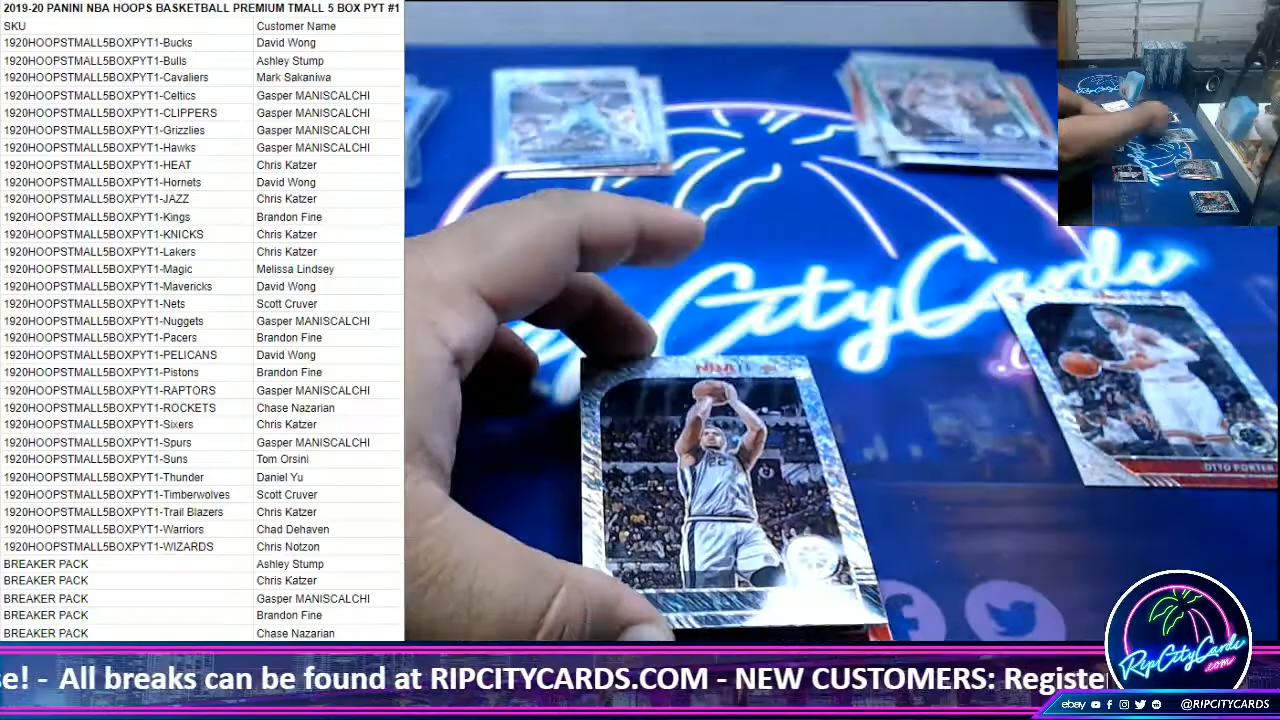 2019-20 PANINI NBA HOOPS BASKETBALL PREMIUM TMALL 5 BOX PYT #1
SKU Customer Name
1920HOOPSTMALL5BOXPYT1-Bucks David Wong
1920HOOPSTMALL5BOXPYT1-Bulls Ashley Stump
1920HOOPSTMALL5BOXPYT1-Cavaliers Mark Sakaniwa
1920HOOPSTMALL5BOXPYT1-Celtics Gasper MANISCALCHI
1920HOOPSTMALL5BOXPYT1-CLIPPERS Gasper MANISCALCHI
1920HOOPSTMALL5BOXPYT1-Grizzlies Gasper MANISCALCHI
1920HOOPSTMALL5BOXPYT1-Hawks Gasper MANISCALCHI
1920HOOPSTMALL5BOXPYT1-HEAT Chris Katzer
1920HOOPSTMALL5BOXPYT1-Hornets David Wong
1920HOOPSTMALL5BOXPYT1-JAZZ Chris Katzer
1920HOOPSTMALL5BOXPYT1-Kings Brandon Fine
1920HOOPSTMALL5BOXPYT1-KNICKS Chris Katzer
1920HOOPSTMALL5BOXPYT1-Lakers Chris Katzer
1920HOOPSTMALL5BOXPYT1-Magic Melissa Lindsey
1920HOOPSTMALL5BOXPYT1-Mavericks David Wong
1920HOOPSTMALL5BOXPYT1-Nets Scott Cruver
1920HOOPSTMALL5BOXPYT1-Nuggets Gasper MANISCALCHI
1920HOOPSTMALL5BOXPYT1-Pacers Brandon Fine
1920HOOPSTMALL5BOXPYT1-PELICANS David Wong
1920HOOPSTMALL5BOXPYT1-Pistons Brandon Fine
1920HOOPSTMALL5BOXPYT1-RAPTORS Gasper MANISCALCHI
1920HOOPSTMALL5BOXPYT1-ROCKETS Chase Nazarian
1920HOOPSTMALL5BOXPYT1-Sixers Chris Katzer
1920HOOPSTMALL5BOXPYT1-Spurs Gasper MANISCALCHI
1920HOOPSTMALL5BOXPYT1-Suns Tom Orsini
1920HOOPSTMALL5BOXPYT1-Thunder Daniel Yu
1920HOOPSTMALL5BOXPYT1-Timberwolves Scott Cruver
1920HOOPSTMALL5BOXPYT1-Trail Blazers Chris Katzer
1920HOOPSTMALL5BOXPYT1-Warriors Chad Dehaven
1920HOOPSTMALL5BOXPYT1-WIZARDS Chris Notzon
BREAKER PACK Ashley Stump
BREAKER PACK Chris Katzer
BREAKER PACK Gasper MANISCALCHI
BREAKER PACK Brandon Fine
BREAKER PACK Chase Nazarian
CityCards
OTTO PORTER
22
RipCityCards
.com
se! - All breaks can be found at RIPCITYCARDS.COM - NEW CUSTOMERS: Registe
ebay @RIPCITYCARDS